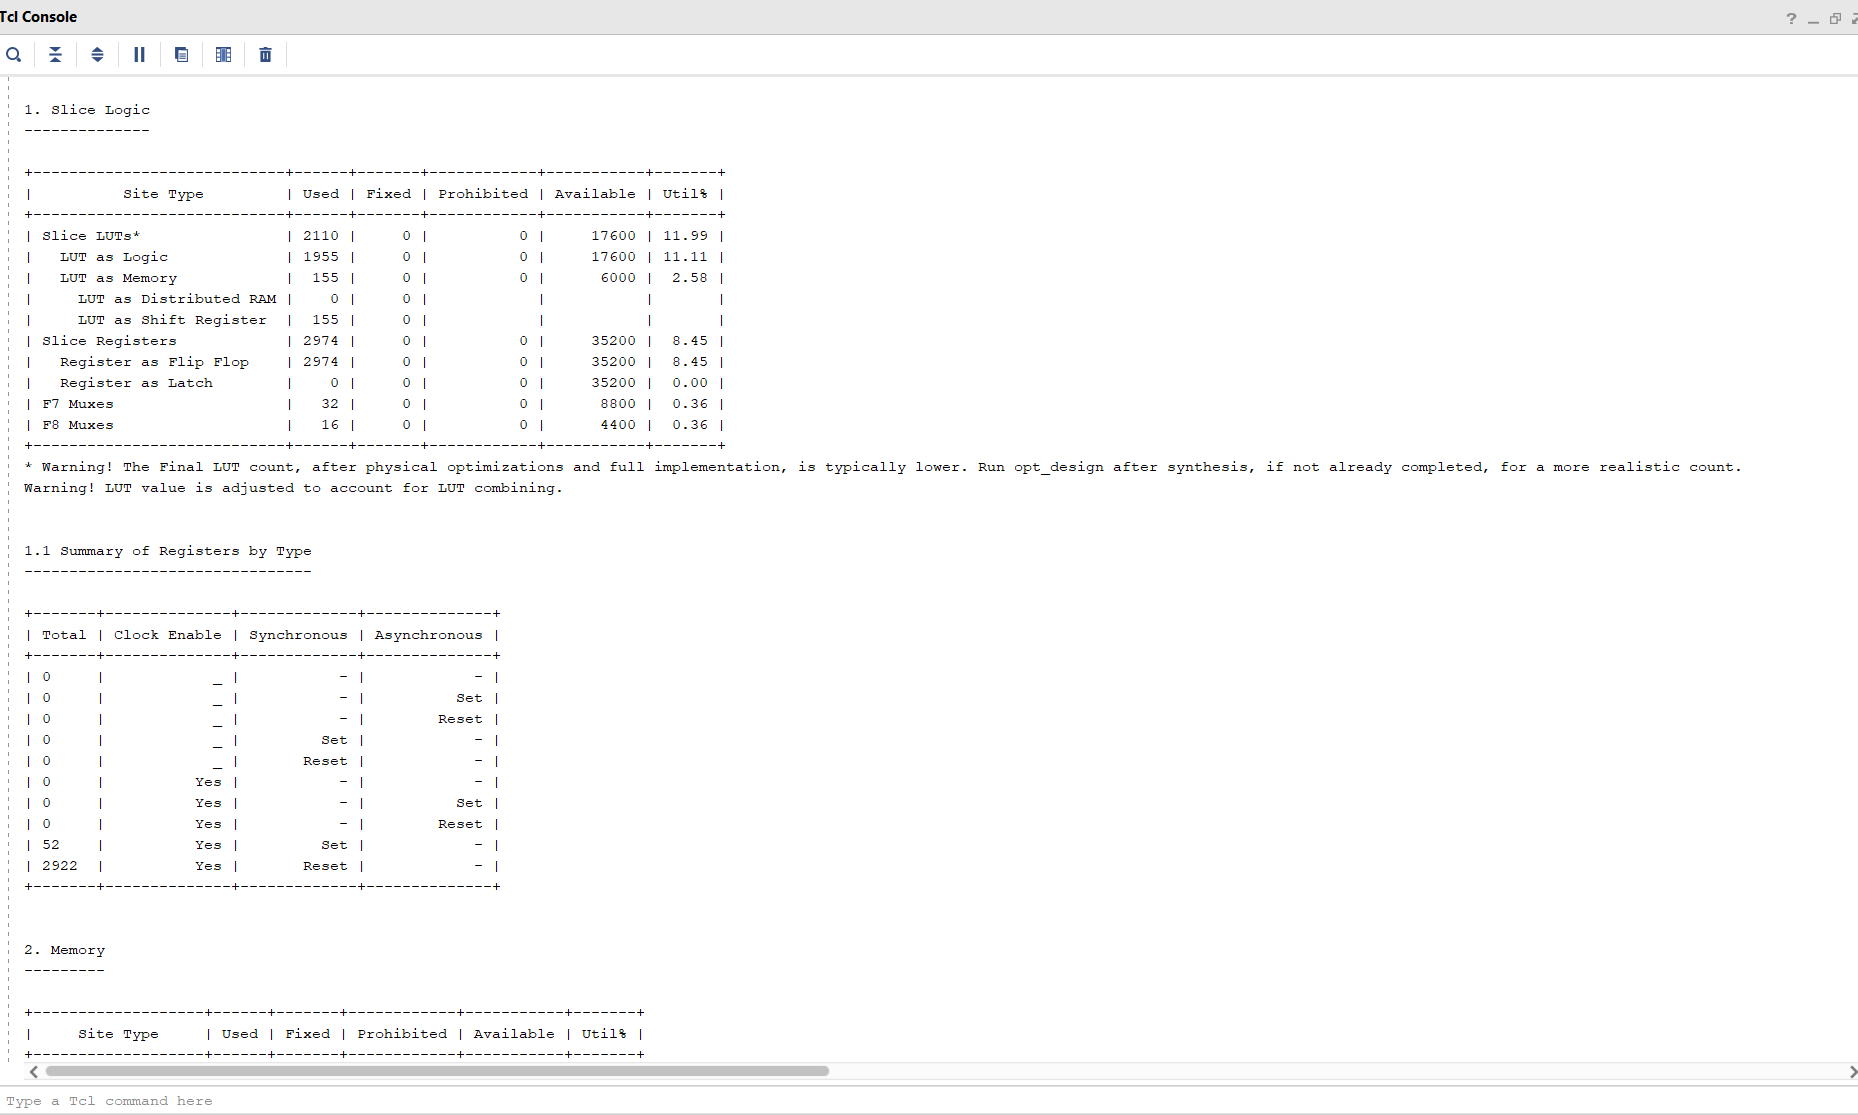 Tcl Console
1. Slice Logic
--------------
+----------------------------+------+-------+------------+-----------+-------+
|          Site Type         | Used | Fixed | Prohibited | Available | Util% |
+----------------------------+------+-------+------------+-----------+-------+
| Slice LUTs*                | 2110 |     0 |          0 |     17600 | 11.99 |
|   LUT as Logic             | 1955 |     0 |          0 |     17600 | 11.11 |
|   LUT as Memory            |  155 |     0 |          0 |      6000 |  2.58 |
|     LUT as Distributed RAM |    0 |     0 |            |           |       |
|     LUT as Shift Register  |  155 |     0 |            |           |       |
| Slice Registers            | 2974 |     0 |          0 |     35200 |  8.45 |
|   Register as Flip Flop    | 2974 |     0 |          0 |     35200 |  8.45 |
|   Register as Latch        |    0 |     0 |          0 |     35200 |  0.00 |
| F7 Muxes                   |   32 |     0 |          0 |      8800 |  0.36 |
| F8 Muxes                   |   16 |     0 |          0 |      4400 |  0.36 |
+----------------------------+------+-------+------------+-----------+-------+
* Warning! The Final LUT count, after physical optimizations and full implementation, is typically lower. Run opt_design after synthesis, if not already completed, for a more realistic count.
Warning! LUT value is adjusted to account for LUT combining.
1.1 Summary of Registers by Type
--------------------------------
+-------+--------------+-------------+--------------+
| Total | Clock Enable | Synchronous | Asynchronous |
+-------+--------------+-------------+--------------+
| 0     |            _ |           - |            - |
| 0     |            _ |           - |          Set |
| 0     |            _ |           - |        Reset |
| 0     |            _ |         Set |            - |
| 0     |            _ |       Reset |            - |
| 0     |          Yes |           - |            - |
| 0     |          Yes |           - |          Set |
| 0     |          Yes |           - |        Reset |
| 52    |          Yes |         Set |            - |
| 2922  |          Yes |       Reset |            - |
+-------+--------------+-------------+--------------+
2. Memory
---------
+-------------------+------+-------+------------+-----------+-------+
|     Site Type     | Used | Fixed | Prohibited | Available | Util% |
+-------------------+------+-------+------------+-----------+-------+
Type a Tcl command here